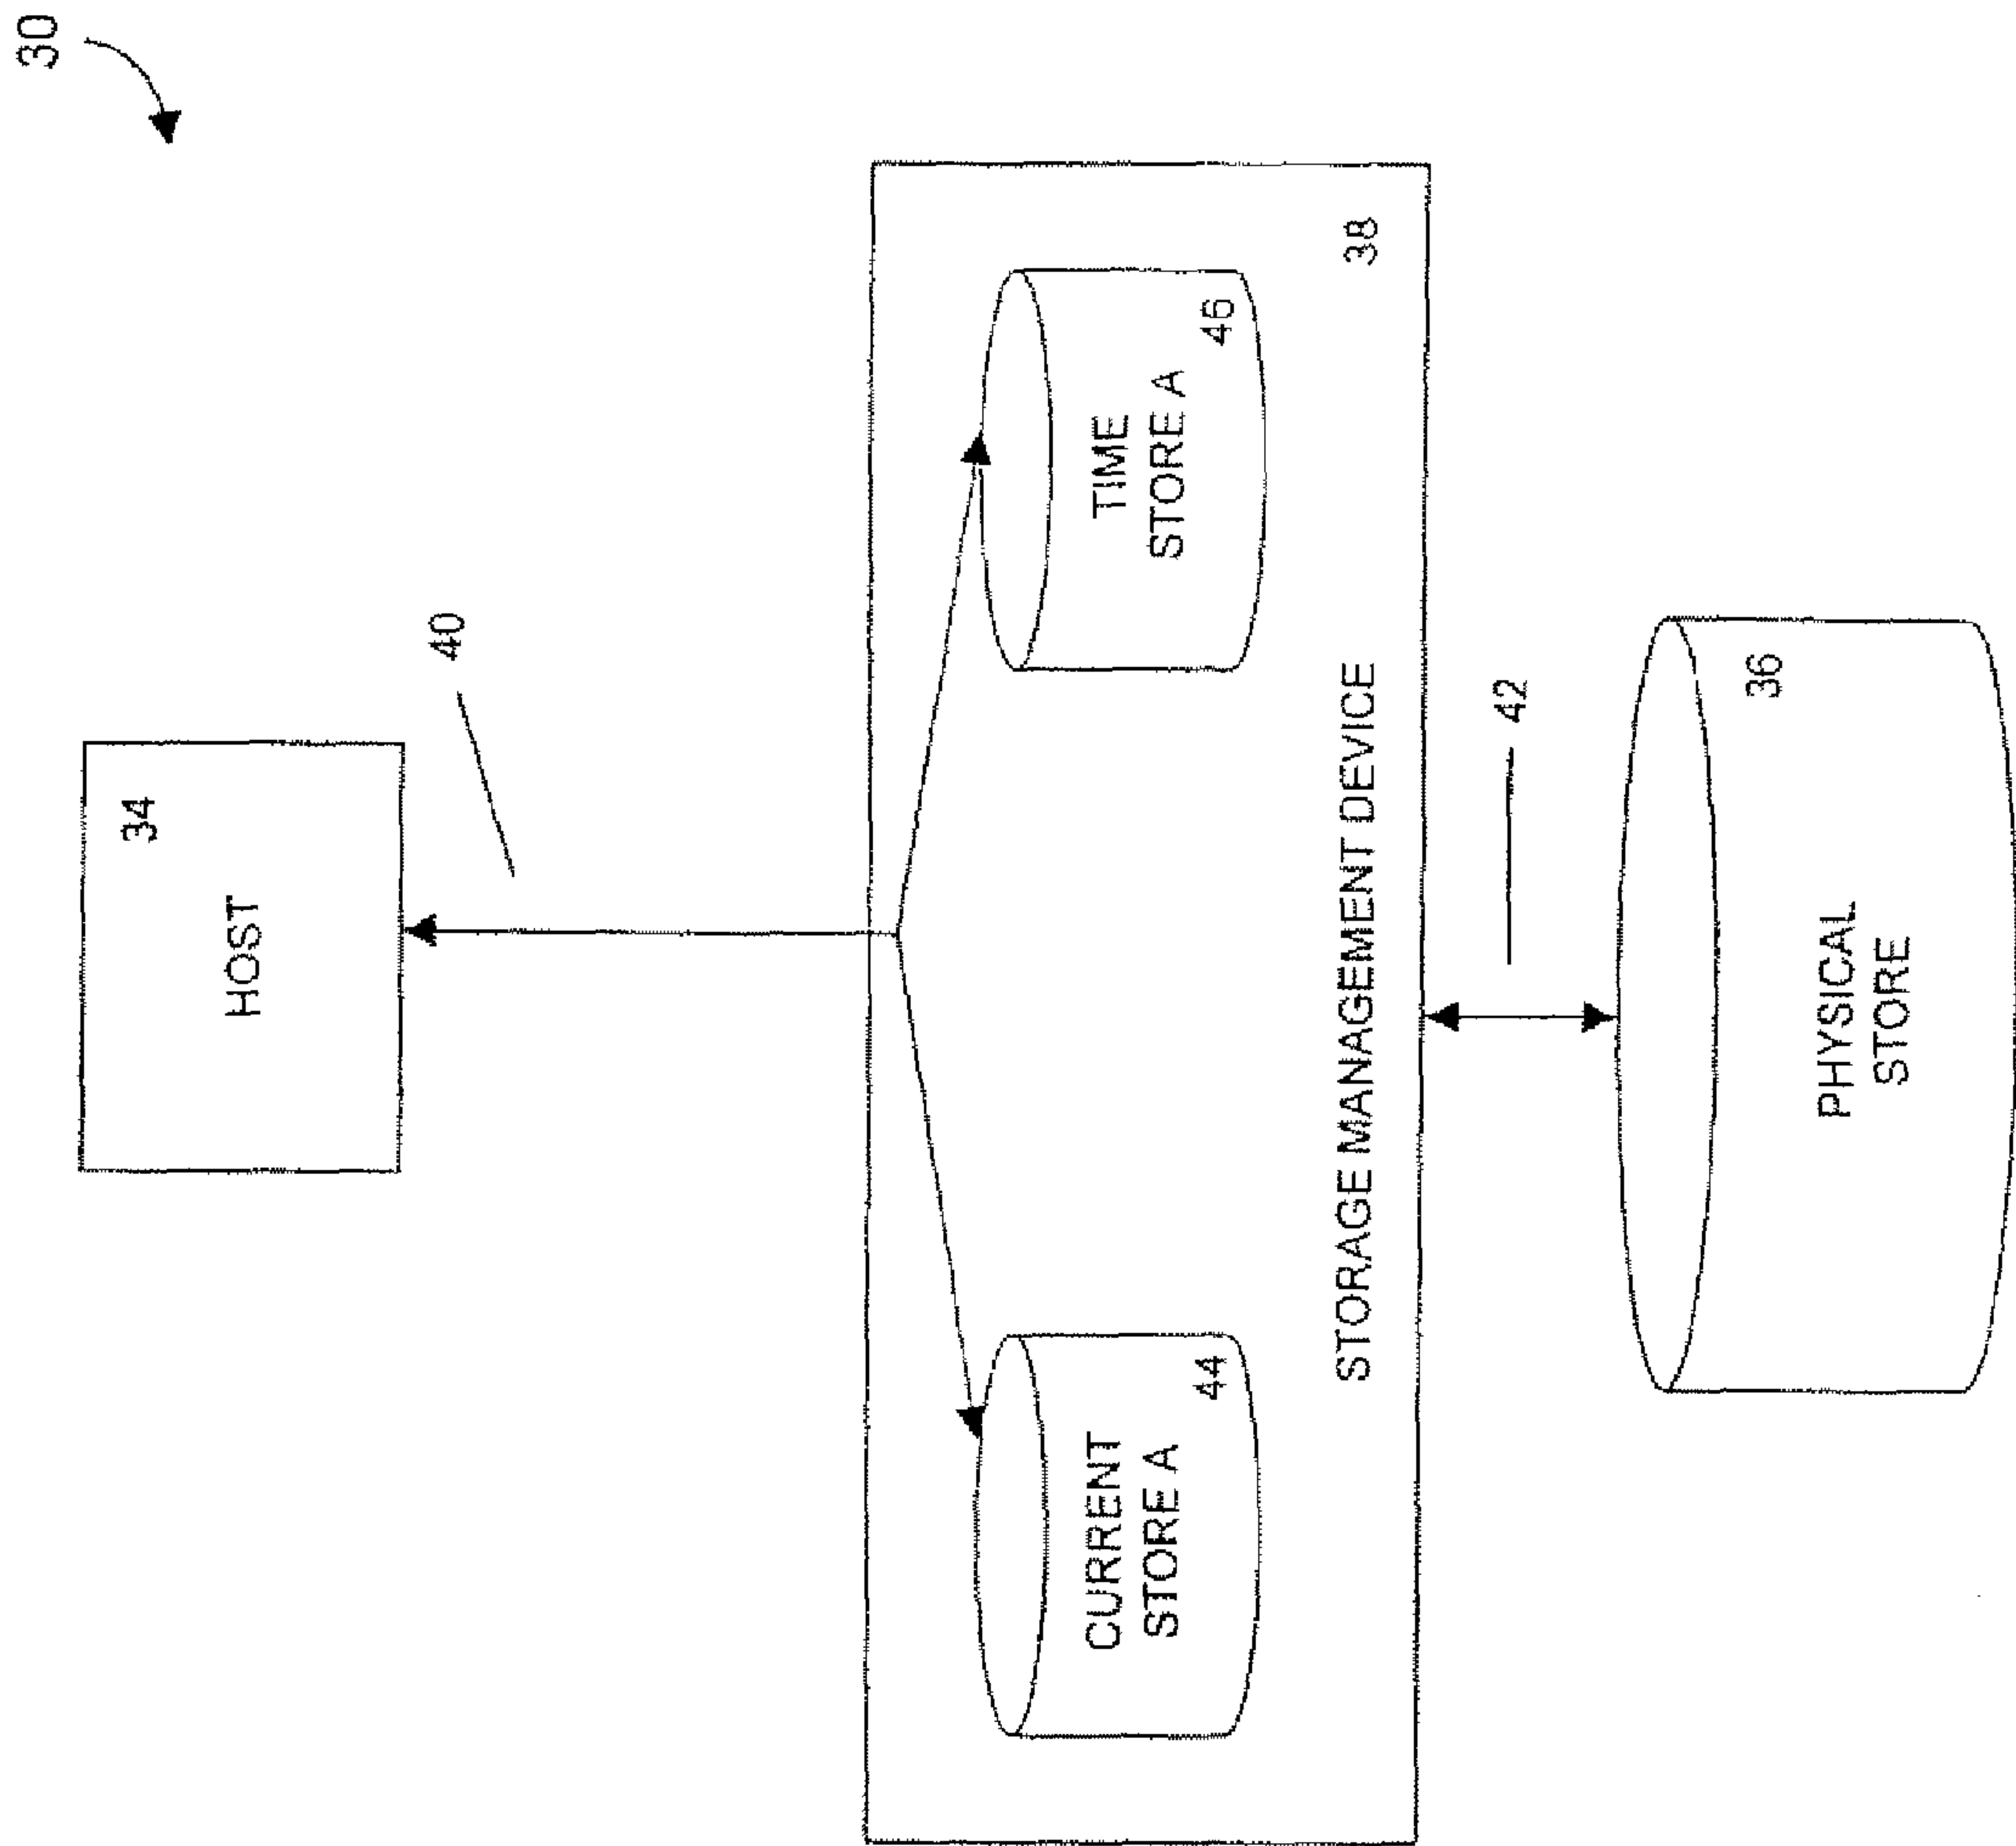 30
34
HOST
40
CURRENT
STORE A
44
TIME
STORE A
46
STORAGE MANAGEMENT DEVICE
38
42
36
PHYSICAL
STORE